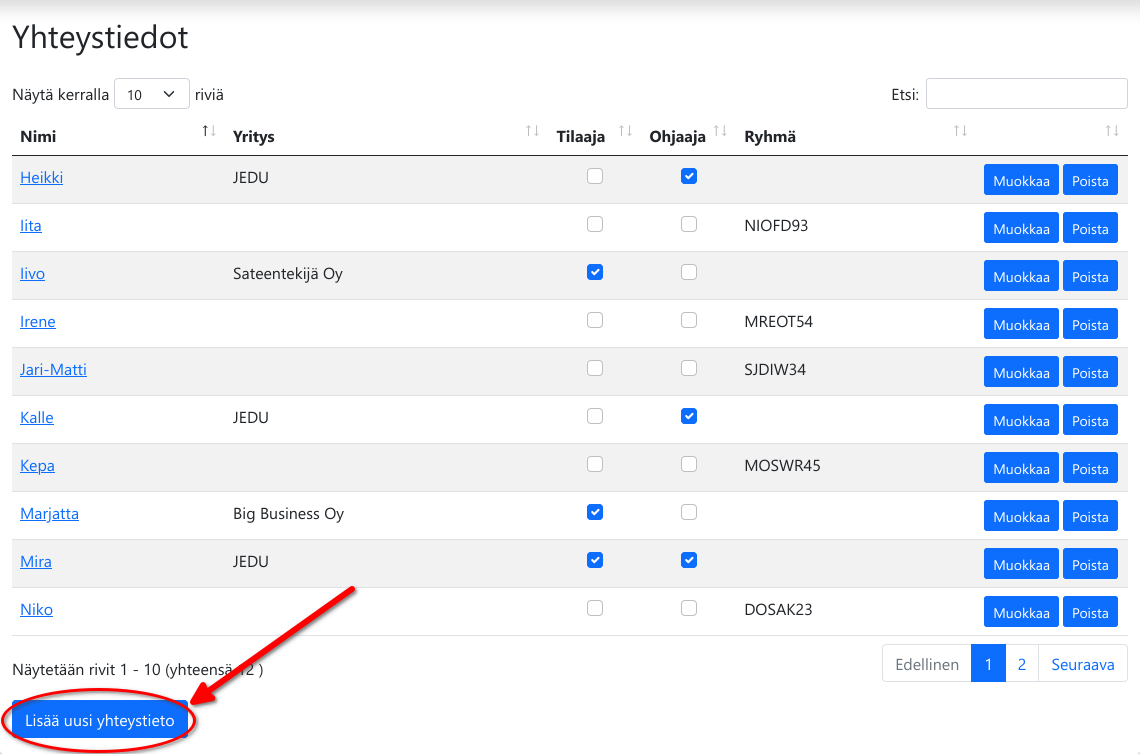 Yhteystiedot
Näytä kerralla 10 riviä Etsi:
Nimi Yritys Tilaaja Ohjaaja Ryhmä
Heikki JEDU Muokkaa Poista
Iita NIOFD93 Muokkaa Poista
Iivo Sateentekijä Oy Muokkaa Poista
Irene MREOT54 Muokkaa Poista
Jari-Matti SJDIW34 Muokkaa Poista
Kalle JEDU Muokkaa Poista
Kepa MOSWR45 Muokkaa Poista
Marjatta Big Business Oy Muokkaa Poista
Mira JEDU Muokkaa Poista
Niko DOSAK23 Muokkaa Poista
Näytetään rivit 1 - 10 (yhteensä 12 ) Edellinen 1 2 Seuraava
Lisää uusi yhteystieto